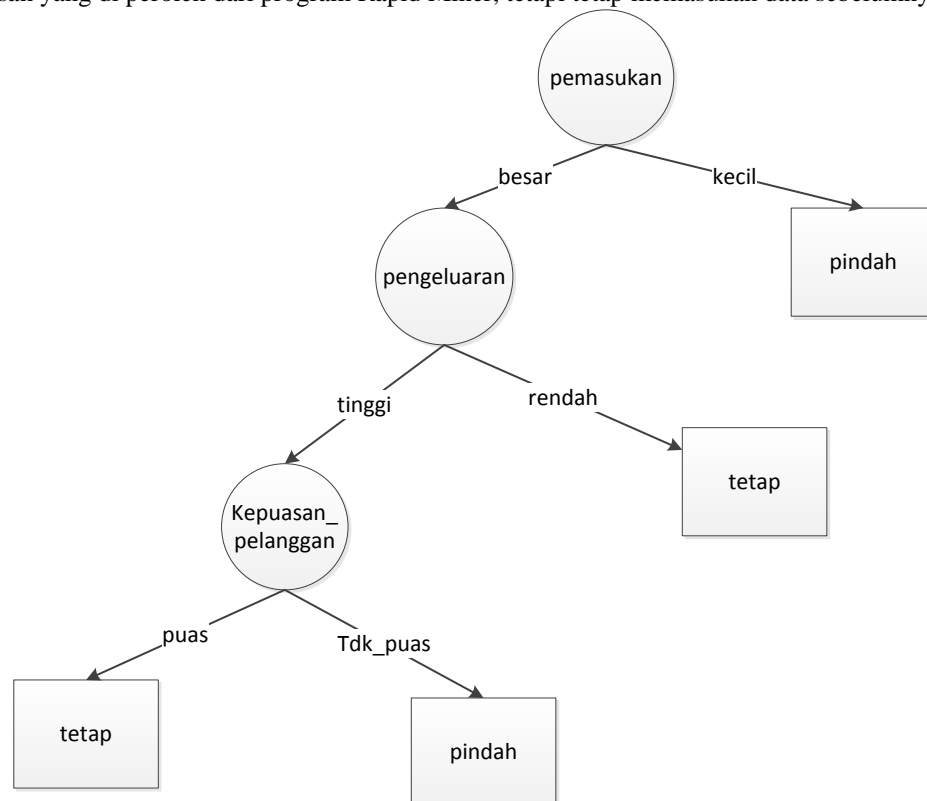 yang di peroleh dari program Rapid Miner, tetapi tetap memasukan data
pemasukan
besar
kecil
pengeluaran
pindah
tinggi
rendah
Kepuasan_
pelanggan
tetap
puas
Tdk_puas
tetap
pindah